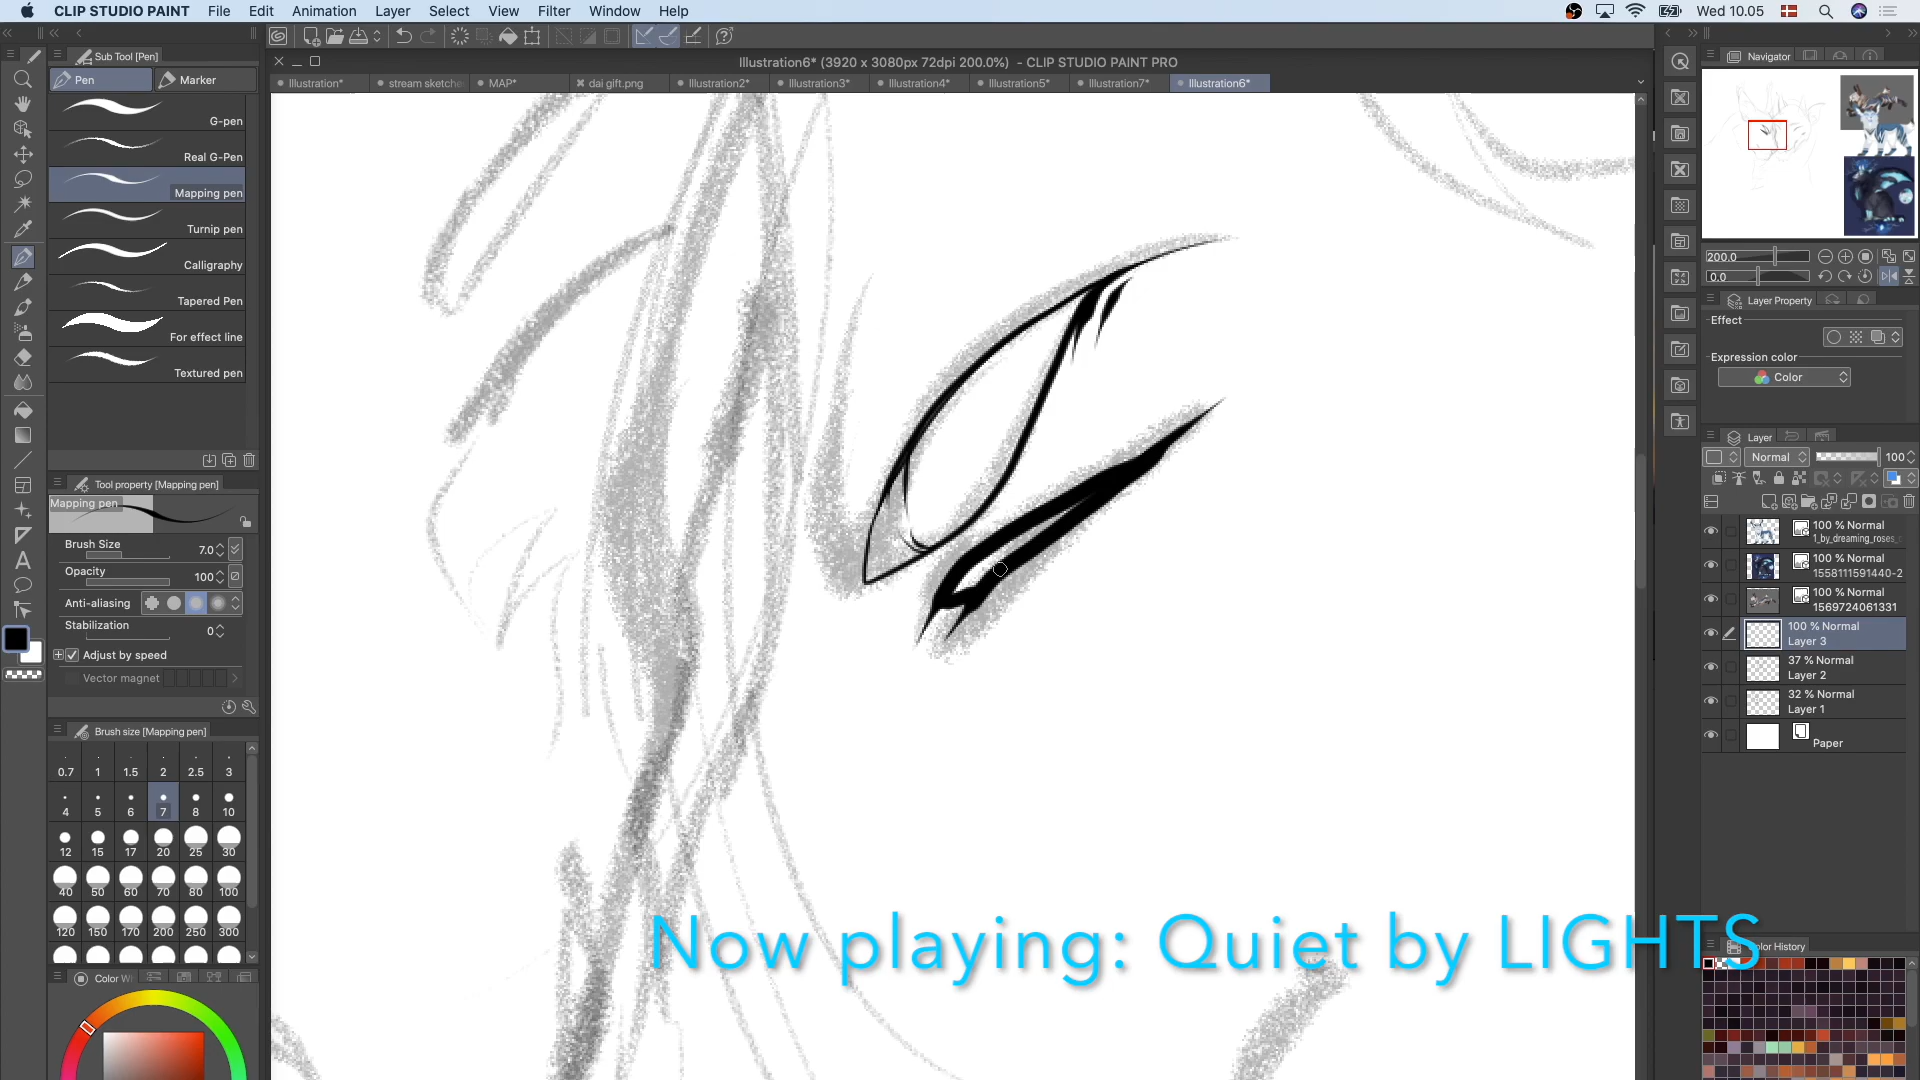 CLIP STUDIO PAINT File Edit Animation Layer Select View Filter Window Help Wed 10.05
Illustration6* (3920 x 3080px 72dpi 200.0%) - CLIP STUDIO PAINT PRO
Illustration* stream sketche MAP* dai gift.png Illustration2* Illustration3* Illustration4* Illustration5* Illustration7* Illustration6*
Sub Tool [Pen]
Pen Marker
G-pen
Real G-Pen
Mapping pen
Turnip pen
Calligraphy
Tapered Pen
For effect line
Textured pen
Tool property [Mapping pen]
Mapping pen
Brush Size 7.0
Opacity 100
Anti-aliasing
Stabilization 0
Adjust by speed
Vector magnet
Brush size [Mapping pen]
0.7 1 1.5 2 2.5 3
4 5 6 7 8 10
12 15 17 20 25 30
40 50 60 70 80 100
120 150 170 200 250 300
Color W
Navigator
200.0
0.0
Layer Property
Effect
Expression color
Color
Layer
Normal 100
100 % Normal
1_by_dreaming_roses_
100 % Normal
1558111591440-2
100 % Normal
1569724061331
100 % Normal
Layer 3
37 % Normal
Layer 2
32 % Normal
Layer 1
Paper
Now playing: Quiet by LIGHTS
olor History